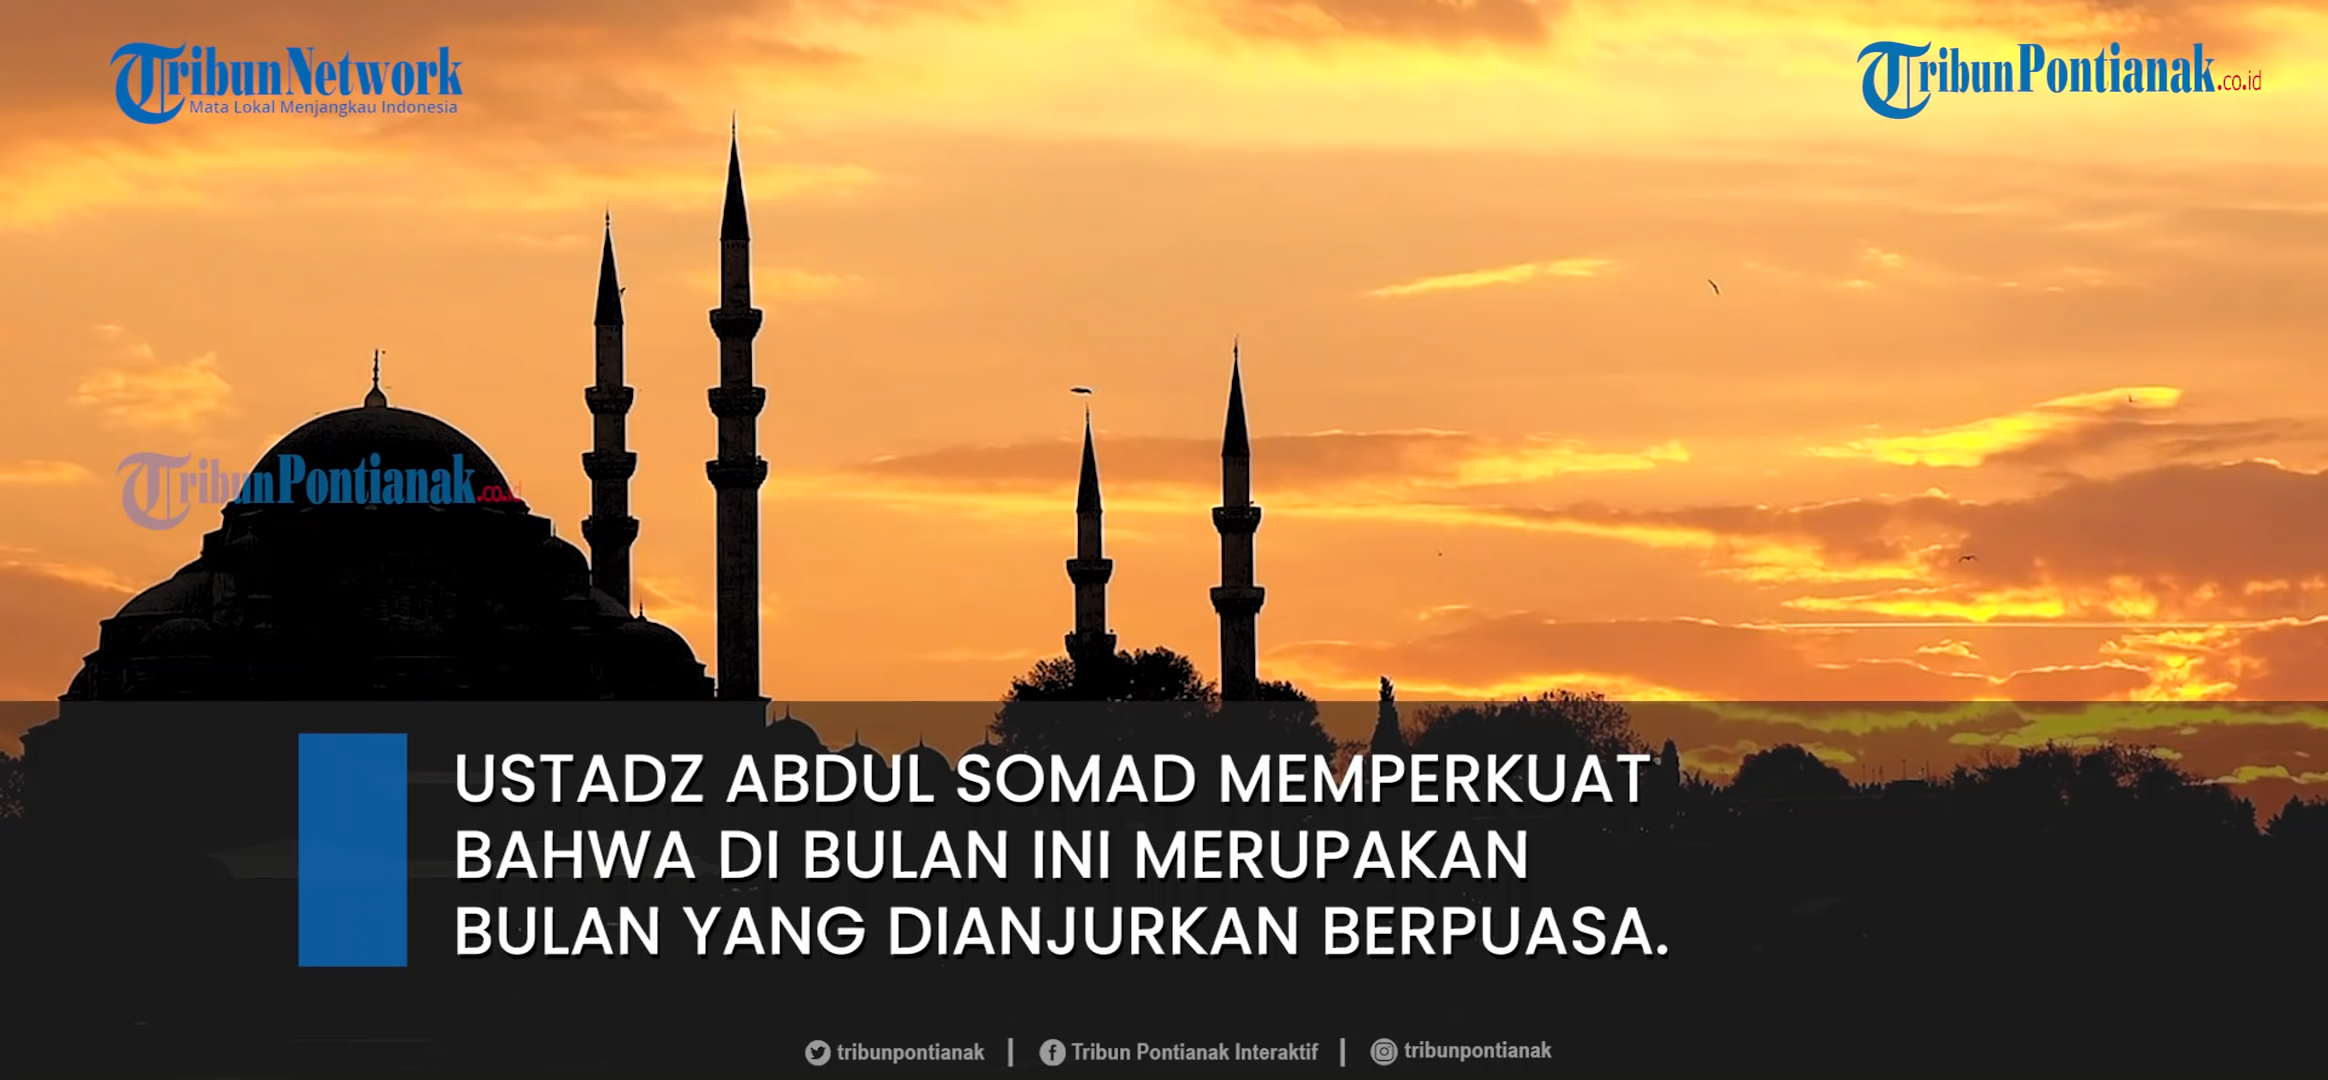 TribunNetwork
Mata Lokal Menjangkau Indonesia
TribunPontianak.co.id
TribunPontianak.co.id
USTADZ ABDUL SOMAD MEMPERKUAT
BAHWA DI BULAN INI MERUPAKAN
BULAN YANG DIANJURKAN BERPUASA.
tribunpontianak | Tribun Pontianak Interaktif | tribunpontianak